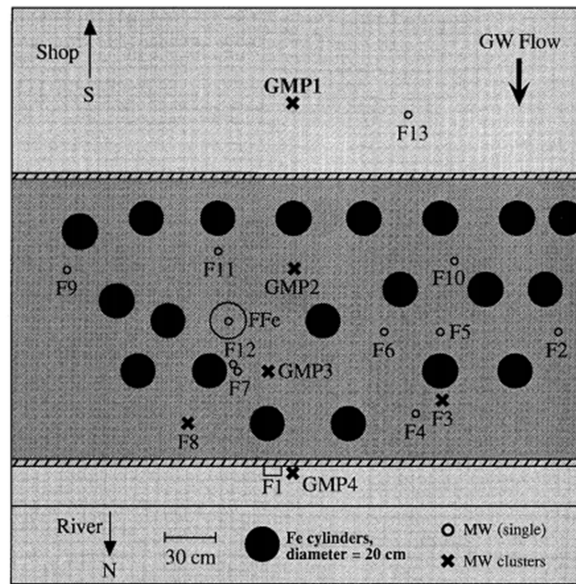 Shop
S
GW Flow
GMP1
F13
F9
F11
GMP2
F10
FFe
F12
F6
F5
F2
F7
GMP3
F3
F4
F8
F1
GMP4
River
N
30 cm
Fe cylinders,
diameter = 20 cm
MW (single)
MW clusters